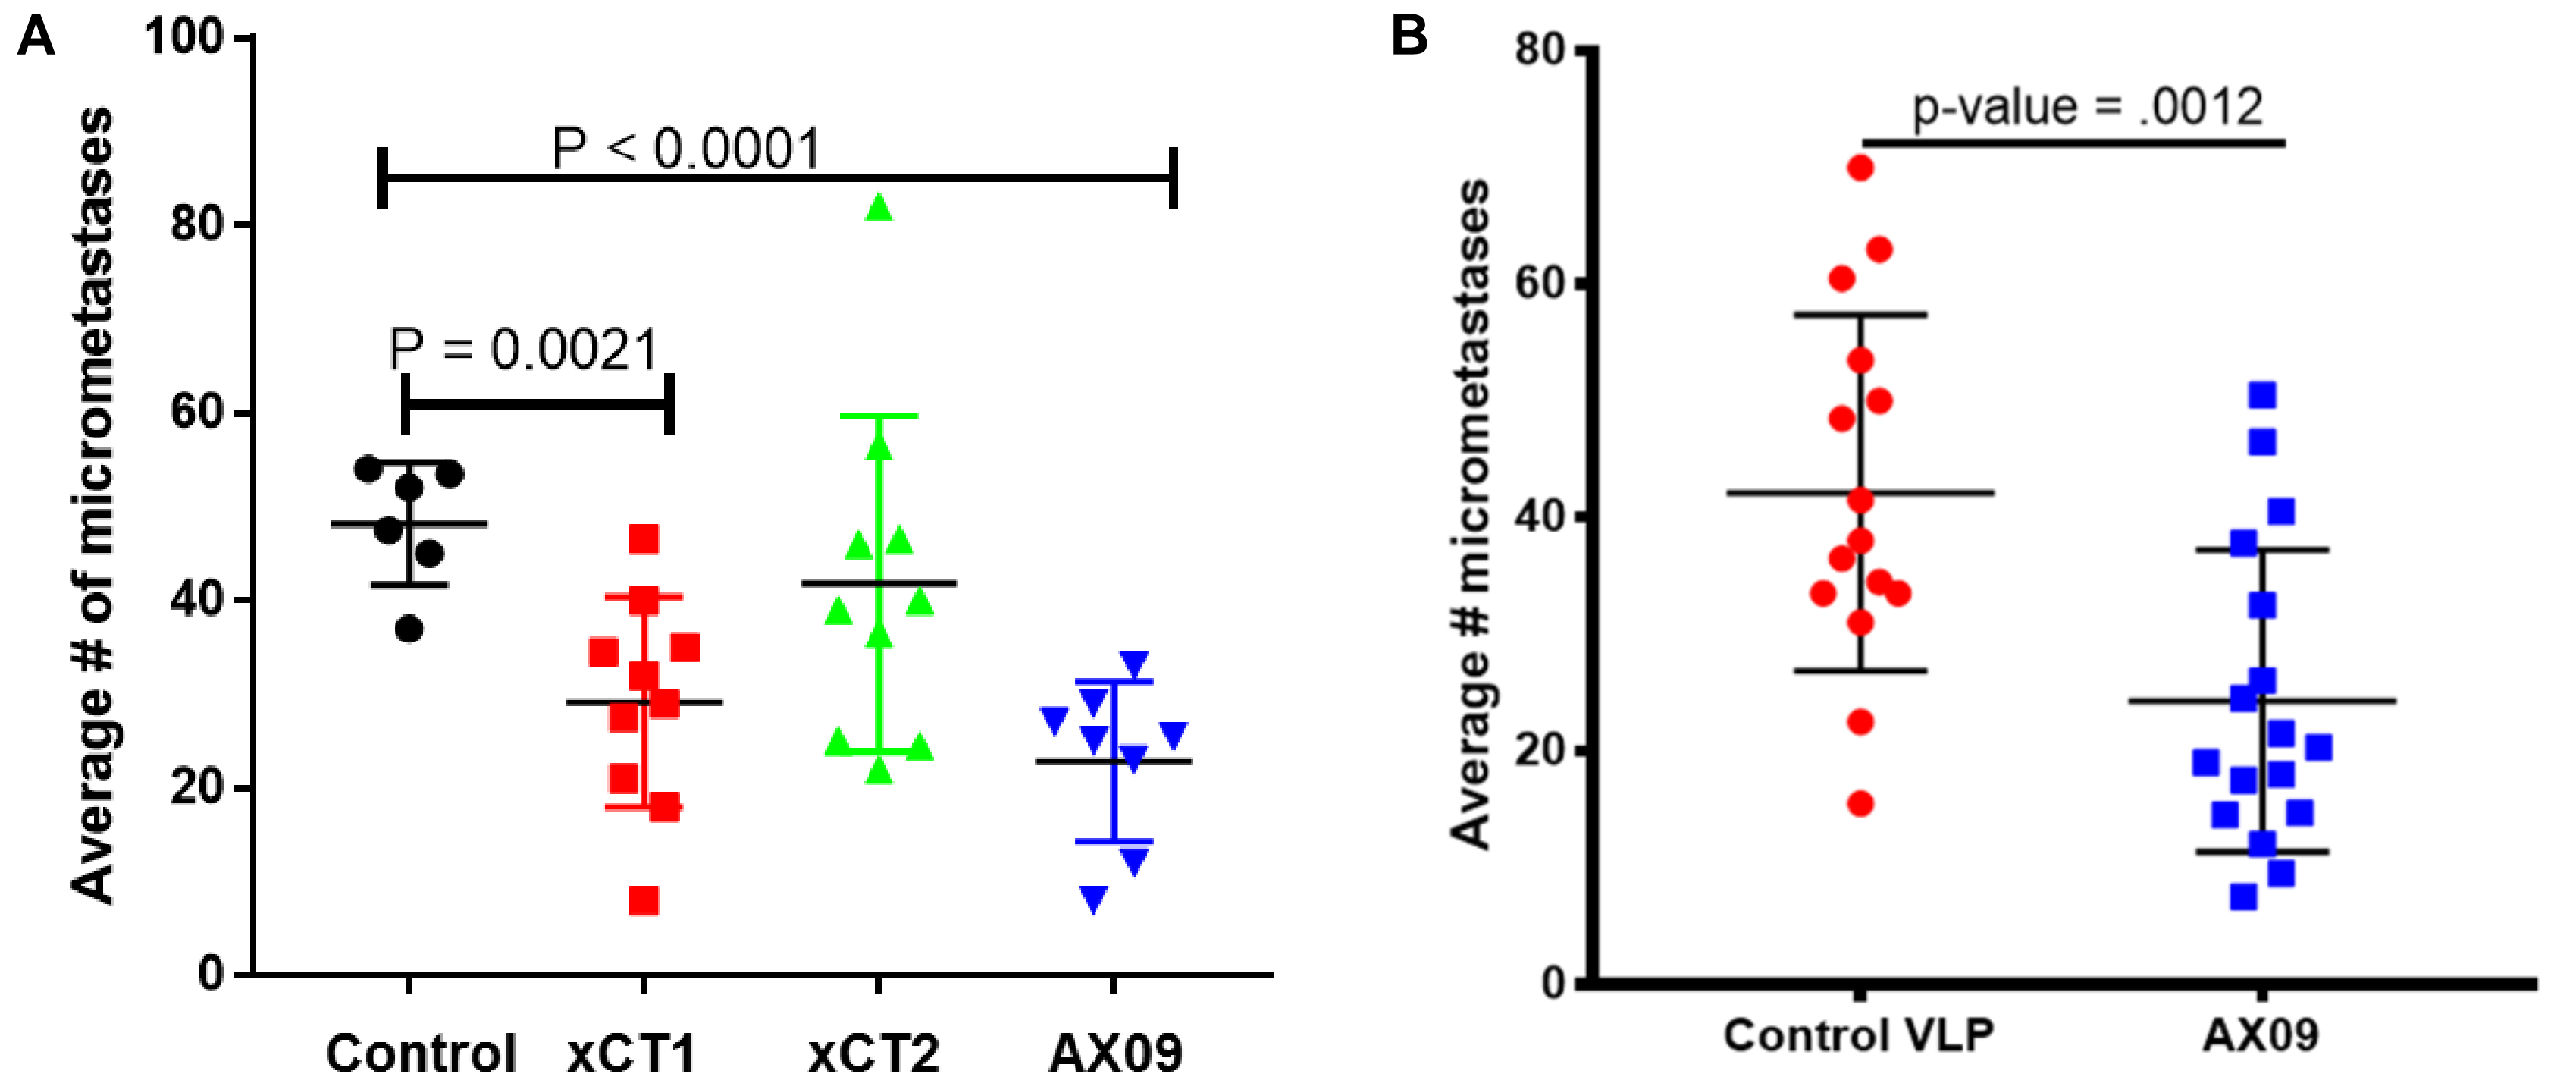 A
100
80
60
40
20
0
Average # of micrometastases
P < 0.0001
P = 0.0021
Control
xCT1
xCT2
AX09
B
80
60
40
20
0
Average # micrometastases
p-value = .0012
Control VLP
AX09